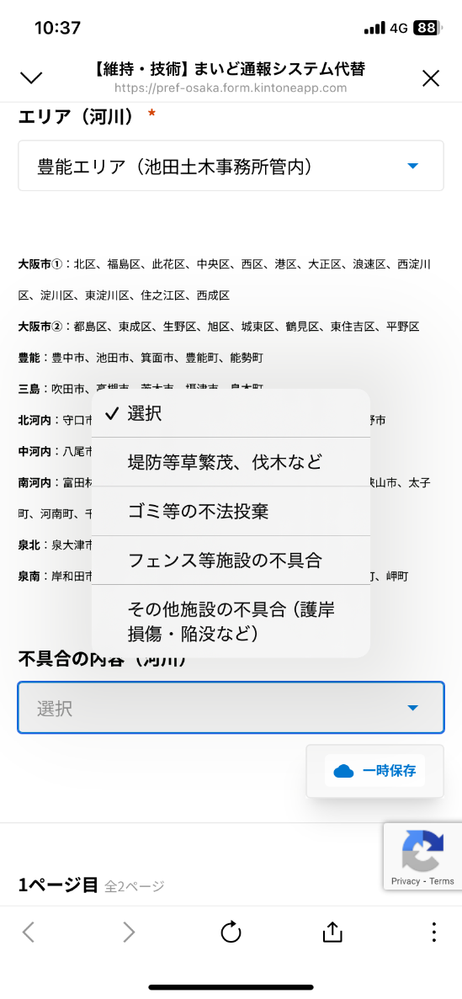 10:37
4G 88
【維持・技術】まいど通報システム代替
https://pref-osaka.form.kintoneapp.com
エリア（河川） *
豊能エリア（池田土木事務所管内）
大阪市①：北区、福島区、此花区、中央区、西区、港区、大正区、浪速区、西淀川
区、淀川区、東淀川区、住之江区、西成区
大阪市②：都島区、東成区、生野区、旭区、城東区、鶴見区、東住吉区、平野区
豊能：豊中市、池田市、箕面市、豊能町、能勢町
三島：吹田市、高槻市、茨木市、摂津市、島本町
北河内：守口市
野市
中河内：八尾市
南河内：富田林
狭山市、太子
町、河南町、千
泉北：泉大津市
泉南：岸和田市
町、岬町
✓ 選択
堤防等草繁茂、伐木など
ゴミ等の不法投棄
フェンス等施設の不具合
その他施設の不具合（護岸
損傷・陥没など）
不具合の内容（河川）
選択
一時保存
Privacy - Terms
1ページ目 全2ページ